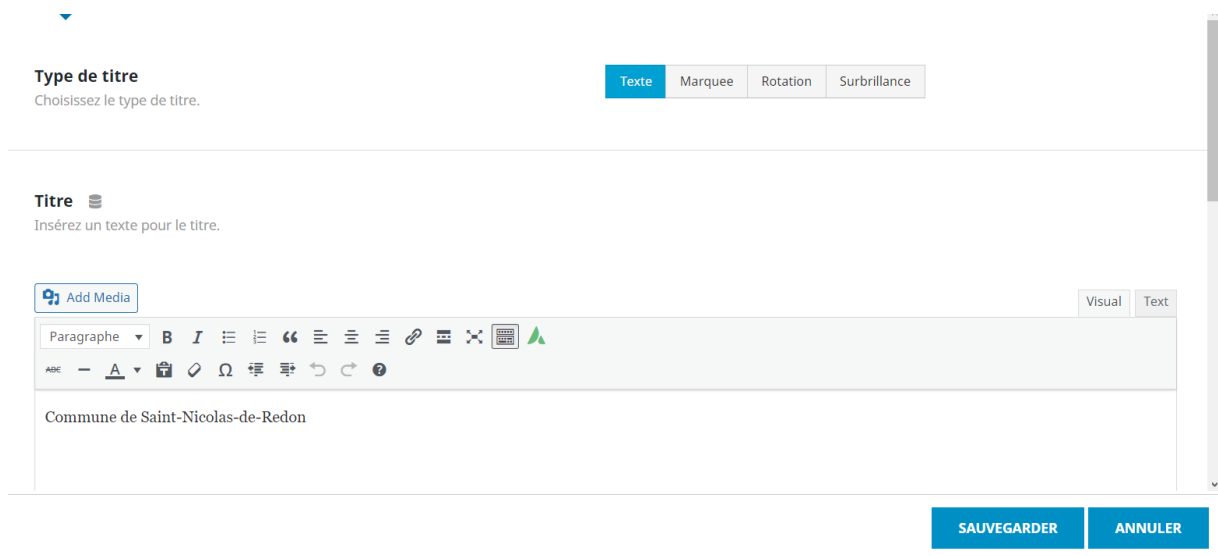 Type de titre
Choisissez le type de titre.
Texte Marquee Rotation Surbrillance
Titre
Insérez un texte pour le titre.
Add Media
Visual Text
Paragraphe B I
ABC A Ω
Commune de Saint-Nicolas-de-Redon
SAUVEGARDER ANNULER